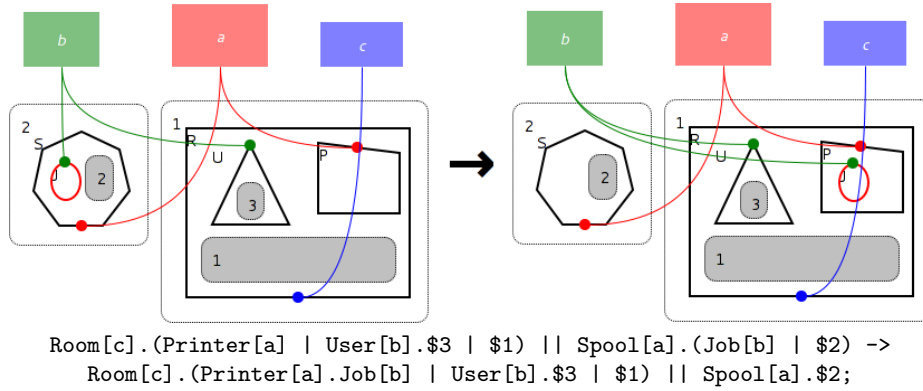 b a c b a c
2 1 2 1
S R U P S R U P
J 2 3 2 3 J
1 1
Room[c].(Printer[a] | User[b].$3 | $1) || Spool[a].(Job[b] | $2) ->
Room[c].(Printer[a].Job[b] | User[b].$3 | $1) || Spool[a].$2;